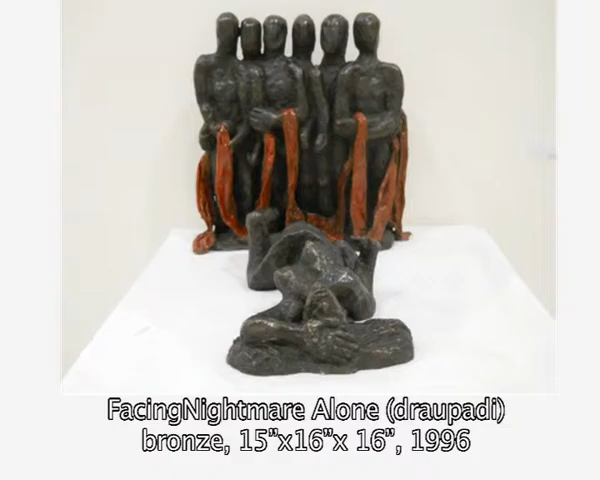 FacingNightmare Alone (draupadi)
bronze, 15”x16”x 16”, 1996